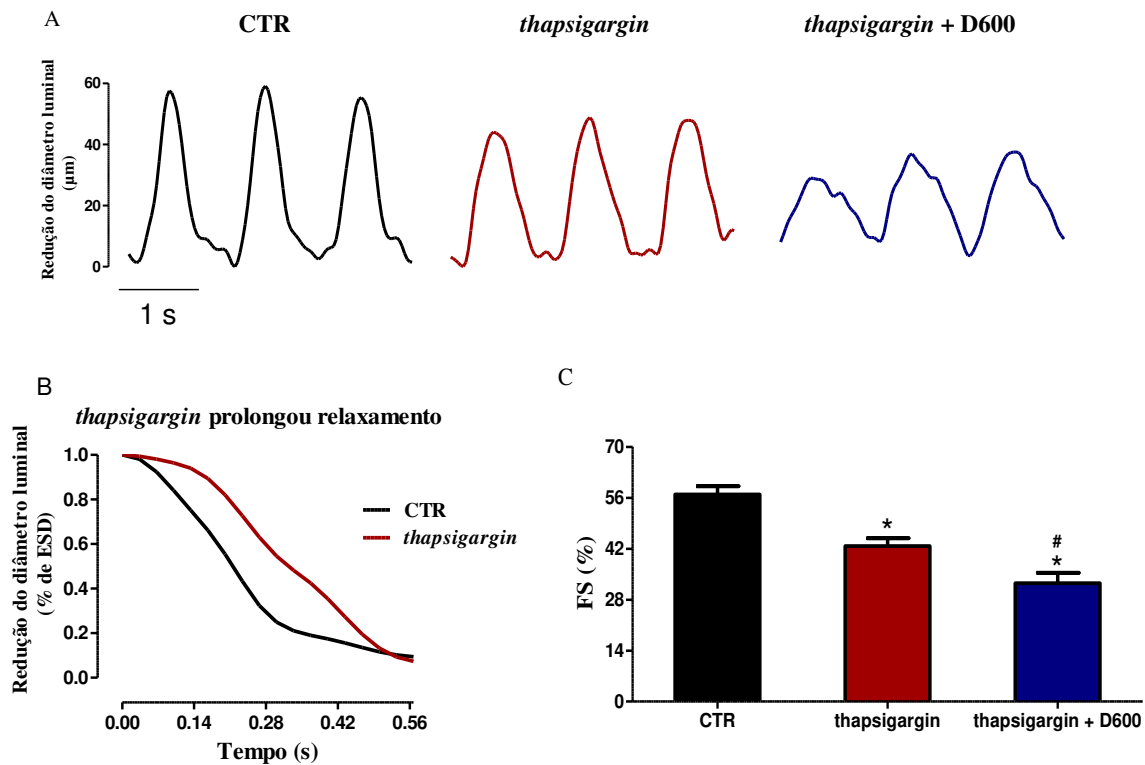 A
CTR
thapsigargin
thapsigargin + D600
Redução do diâmetro luminal
(µm)
60
40
20
0
1 s
B
thapsigargin prolongou relaxamento
Redução do diâmetro luminal
(% de ESD)
1.0
0.8
0.6
0.4
0.2
0.0
CTR
thapsigargin
0.00
0.14
0.28
0.42
0.56
Tempo (s)
C
FS (%)
70
56
42
28
14
0
*
#
*
CTR
thapsigargin
thapsigargin + D600